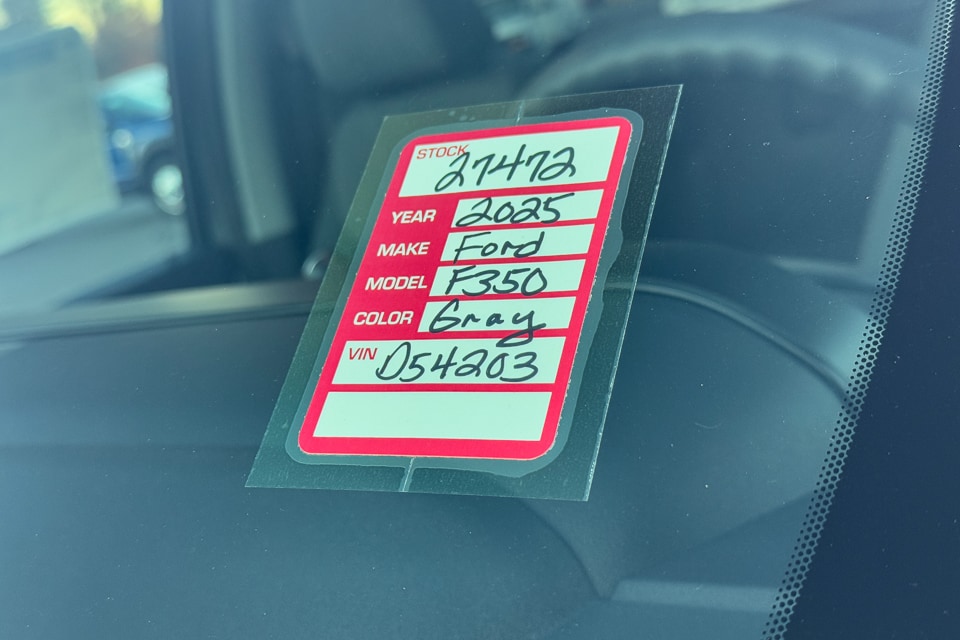 STOCK 27472
YEAR 2025
MAKE Ford
MODEL F350
COLOR Gray
VIN D54203